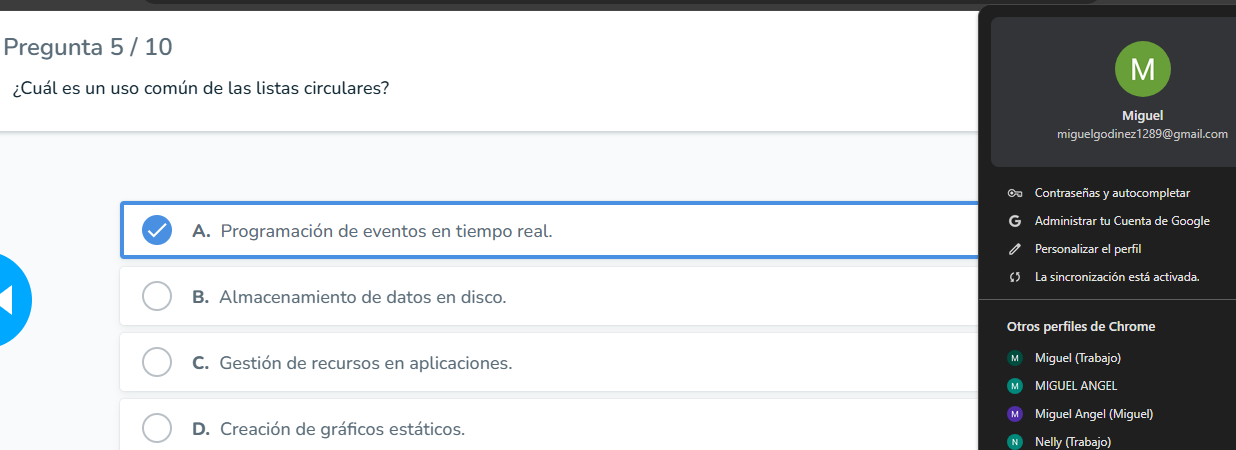 Pregunta 5 / 10
¿Cuál es un uso común de las listas circulares?
A. Programación de eventos en tiempo real.
B. Almacenamiento de datos en disco.
C. Gestión de recursos en aplicaciones.
D. Creación de gráficos estáticos.
M
Miguel
miguelgodinez1289@gmail.com
Contraseñas y autocompletar
G Administrar tu Cuenta de Google
Personalizar el perfil
La sincronización está activada.
Otros perfiles de Chrome
M Miguel (Trabajo)
M MIGUEL ANGEL
M Miguel Angel (Miguel)
N Nelly (Trabajo)